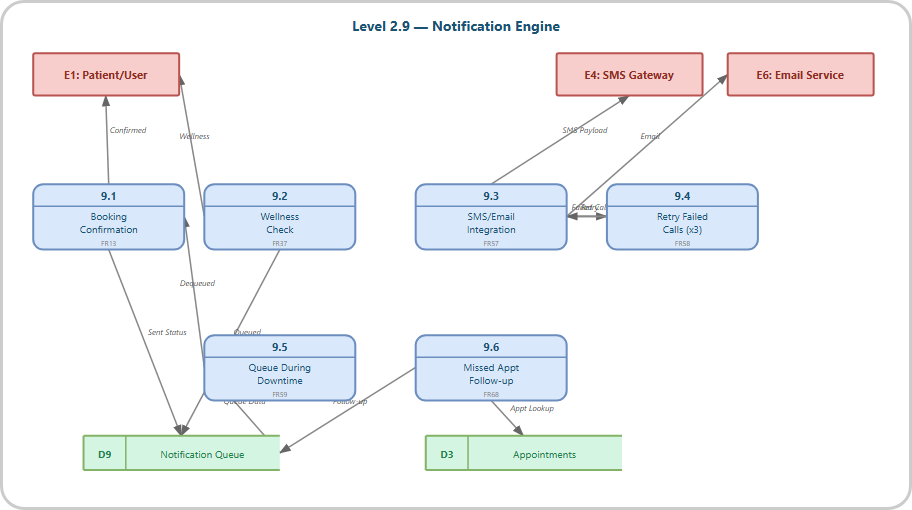 Level 2.9 — Notification Engine
E1: Patient/User
E4: SMS Gateway
E6: Email Service
Confirmed
Wellness
SMS Payload
Email
9.1
Booking
Confirmation
FR13
9.2
Wellness
Check
FR37
9.3
SMS/Email
Integration
FR57
9.4
Retry Failed
Calls (x3)
FR58
Dequeued
Sent Status
Queued
9.5
Queue During
Downtime
FR59
9.6
Missed Appt
Follow-up
FR68
Queue Data
Follow-up
Appt Lookup
D9
Notification Queue
D3
Appointments